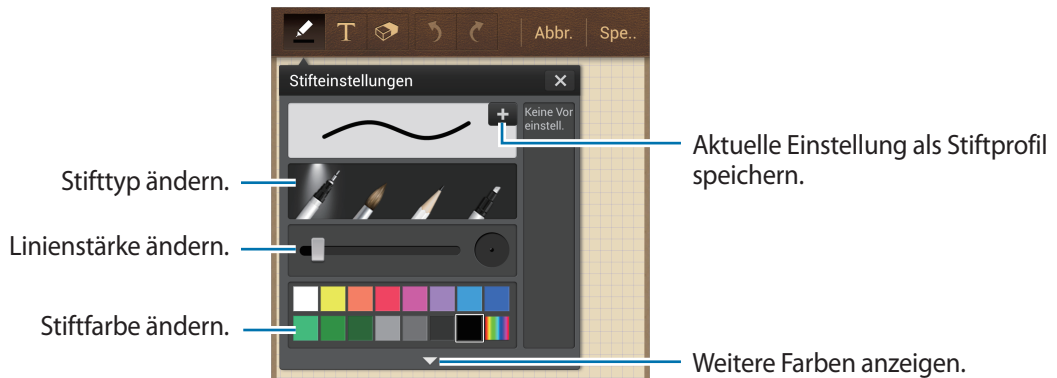 T Abbr. Spe..
Stifteinstellungen
Keine Vor
einstell.
Aktuelle Einstellung als Stiftprofil
speichern.
Stifttyp ändern.
Linienstärke ändern.
Stiftfarbe ändern.
Weitere Farben anzeigen.